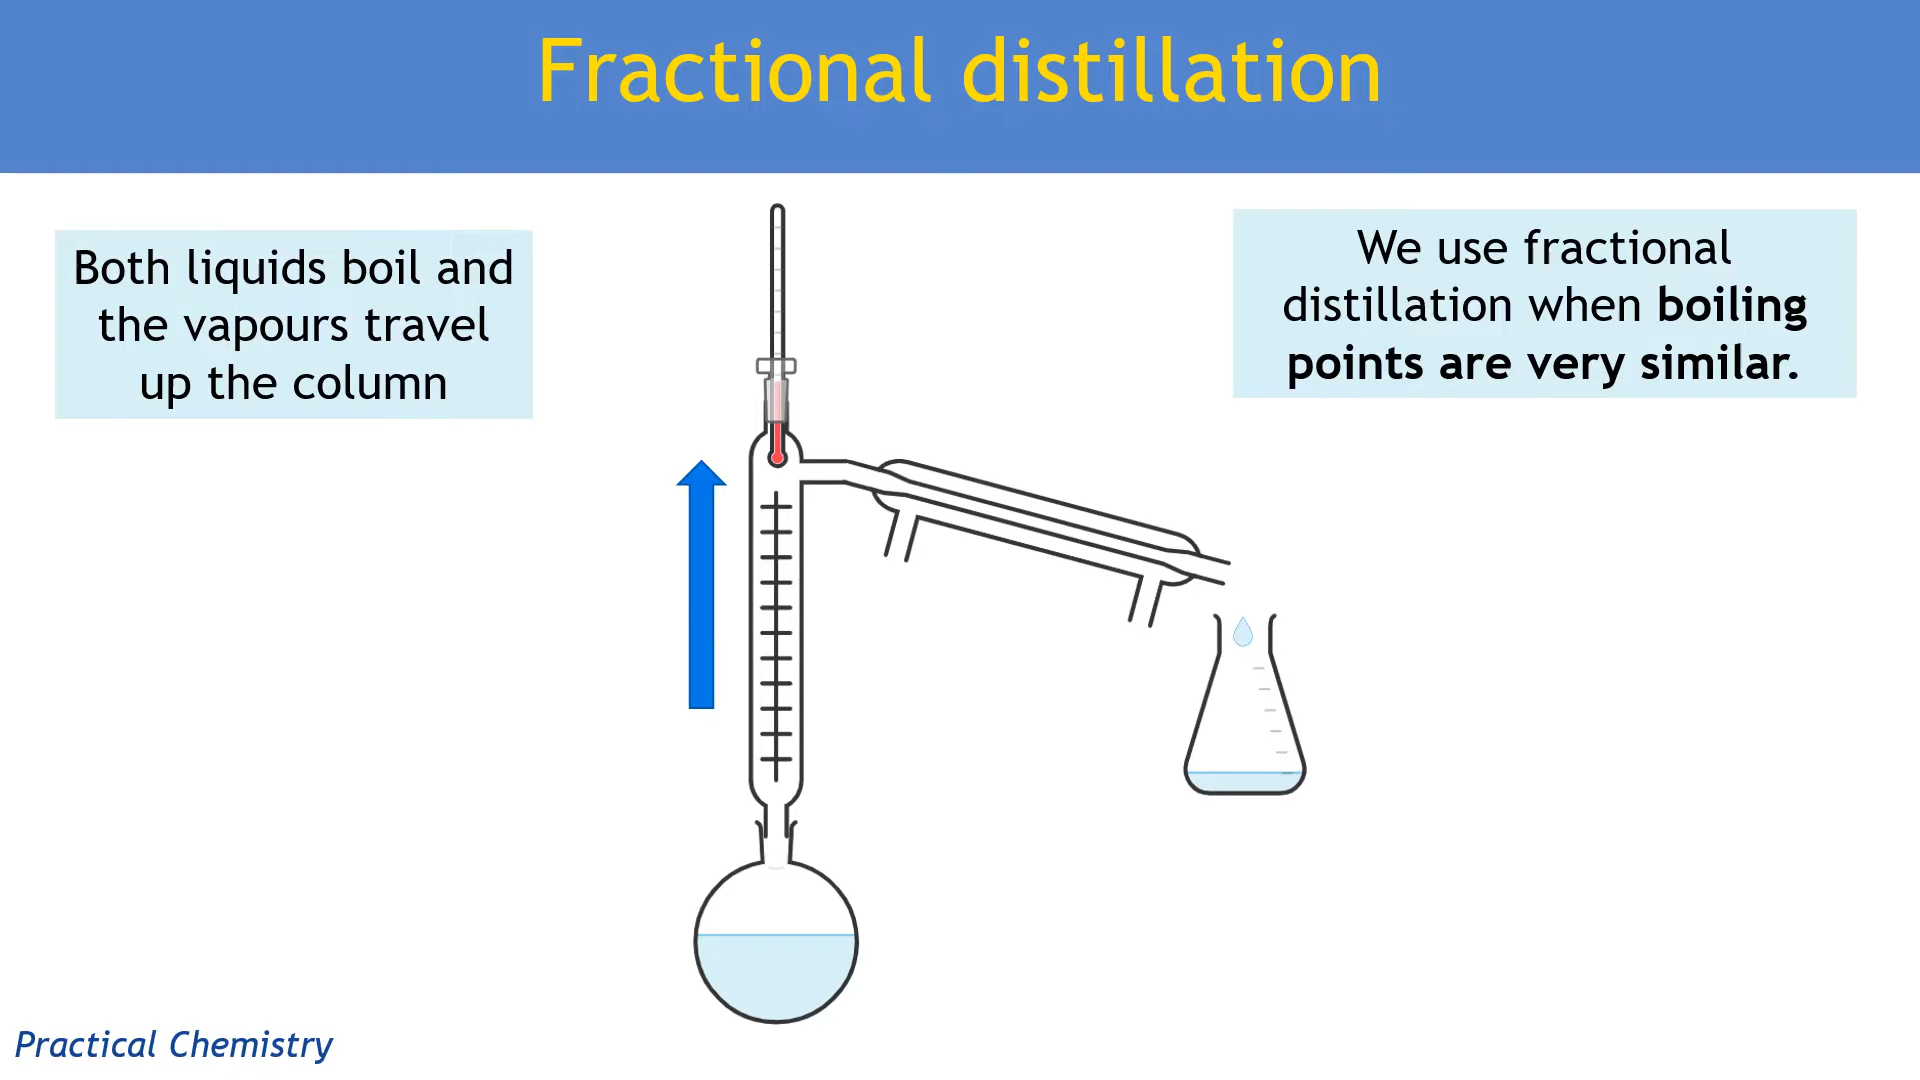 Fractional distillation
Both liquids boil and
the vapours travel
up the column
We use fractional
distillation when boiling
points are very similar.
Practical Chemistry